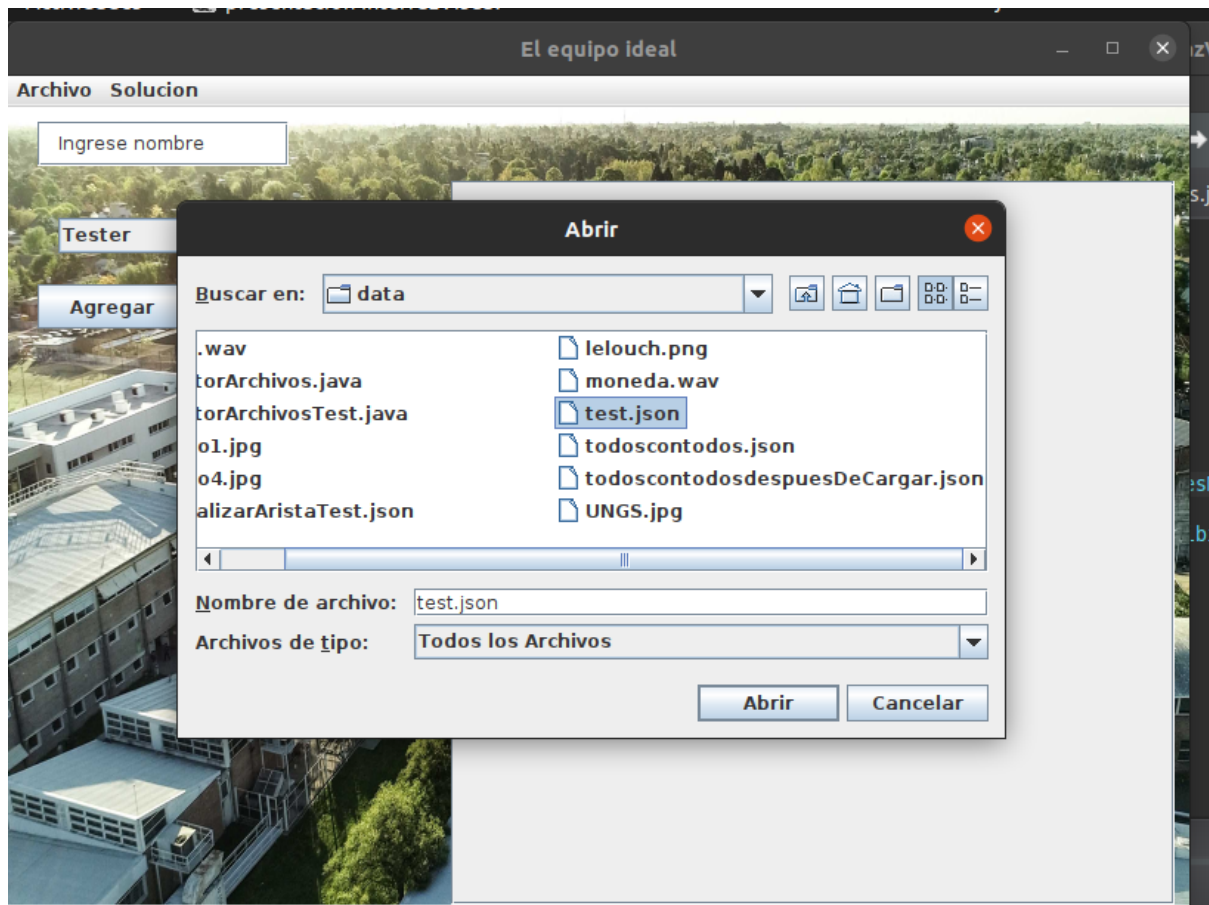 El equipo ideal
Archivo Solucion
Ingrese nombre
Tester
Agregar
Abrir
Buscar en: data
.wav
torArchivos.java
torArchivosTest.java
o1.jpg
o4.jpg
alizarAristaTest.json
lelouch.png
moneda.wav
test.json
todoscontodos.json
todoscontodosdespuesDeCargar.json
UNGS.jpg
Nombre de archivo: test.json
Archivos de tipo: Todos los Archivos
Abrir Cancelar